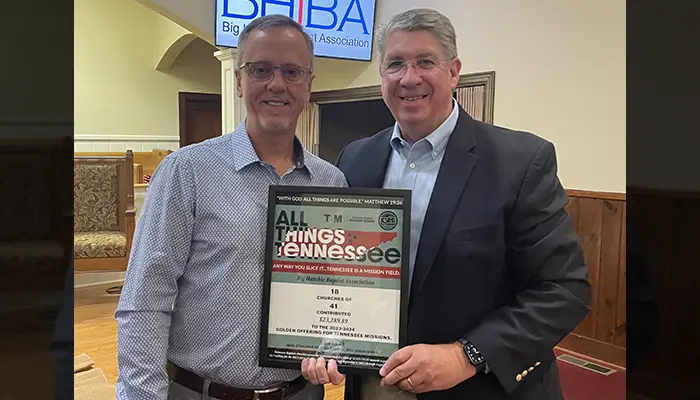 BHBA
Big Ha Baptist Association
"WITH GOD ALL THINGS ARE POSSIBLE." MATTHEW 19:26
ALL
THINGS
TENNESSEE
ANY WAY YOU SLICE IT...TENNESSEE IS A MISSION FIELD.
Big Hatchie Baptist Association
18
CHURCHES OF
41
CONTRIBUTED
$23,289.89
TO THE 2023-2024
GOLDEN OFFERING FOR TENNESSEE MISSIONS.